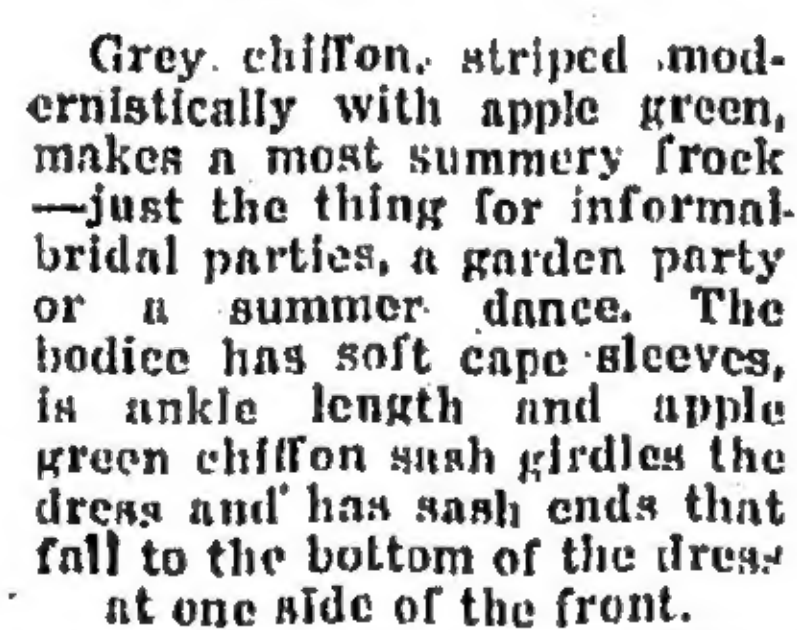 Grey chiffon, striped mod-
ernistically with apple green,
makes a most summery frock
—just the thing for informal
bridal parties, a garden party
or a summer dance. The
bodice has soft cape sleeves,
is ankle length and apple
green chiffon sash girdles the
dress and has sash ends that
fall to the bottom of the dress
at one side of the front.